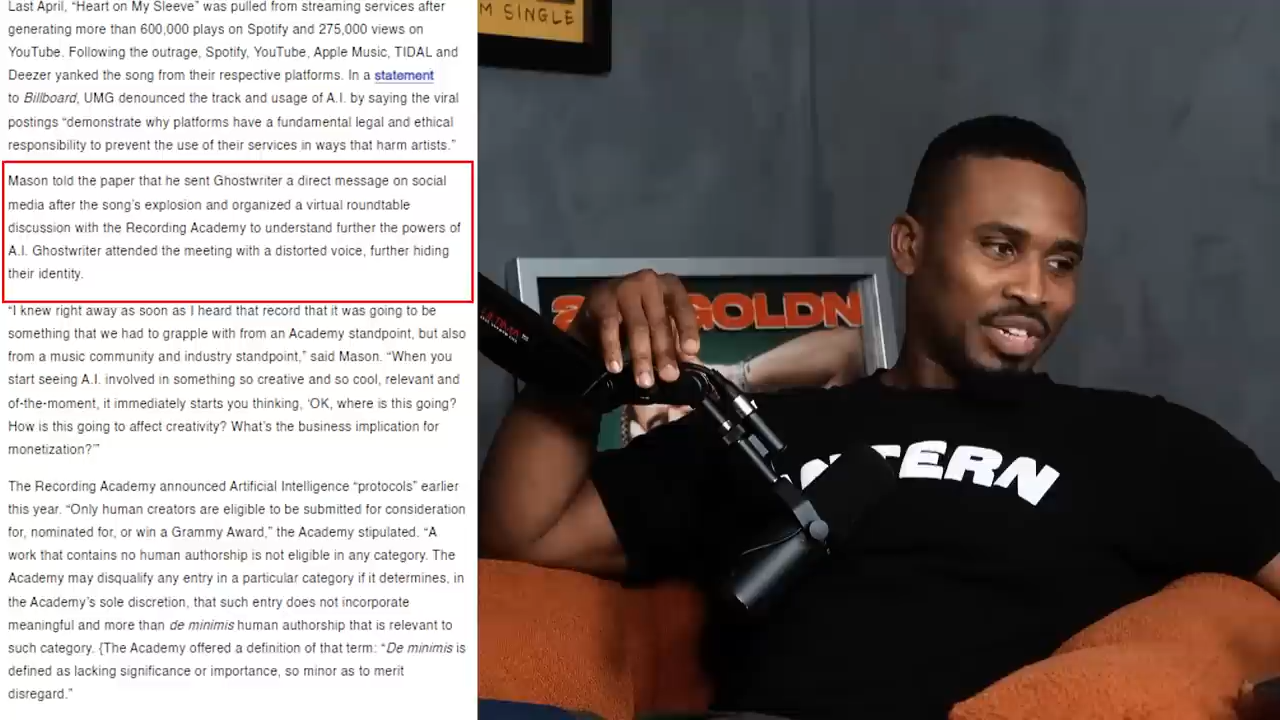 Last April, “Heart on My Sleeve” was pulled from streaming services after
generating more than 600,000 plays on Spotify and 275,000 views on
YouTube. Following the outrage, Spotify, YouTube, Apple Music, TIDAL and
Deezer yanked the song from their respective platforms. In a statement
to Billboard, UMG denounced the track and usage of A.I. by saying the viral
postings “demonstrate why platforms have a fundamental legal and ethical
responsibility to prevent the use of their services in ways that harm artists.”
Mason told the paper that he sent Ghostwriter a direct message on social
media after the song’s explosion and organized a virtual roundtable
discussion with the Recording Academy to understand further the powers of
A.I. Ghostwriter attended the meeting with a distorted voice, further hiding
their identity.
“I knew right away as soon as I heard that record that it was going to be
something that we had to grapple with from an Academy standpoint, but also
from a music community and industry standpoint,” said Mason. “When you
start seeing A.I. involved in something so creative and so cool, relevant and
of-the-moment, it immediately starts you thinking, ‘OK, where is this going?
How is this going to affect creativity? What’s the business implication for
monetization?’”
The Recording Academy announced Artificial Intelligence “protocols” earlier
this year. “Only human creators are eligible to be submitted for consideration
for, nominated for, or win a Grammy Award,” the Academy stipulated. “A
work that contains no human authorship is not eligible in any category. The
Academy may disqualify any entry in a particular category if it determines, in
the Academy’s sole discretion, that such entry does not incorporate
meaningful and more than de minimis human authorship that is relevant to
such category. {The Academy offered a definition of that term: “De minimis is
defined as lacking significance or importance, so minor as to merit
disregard.”
M SINGLE
GOLDN
TERN